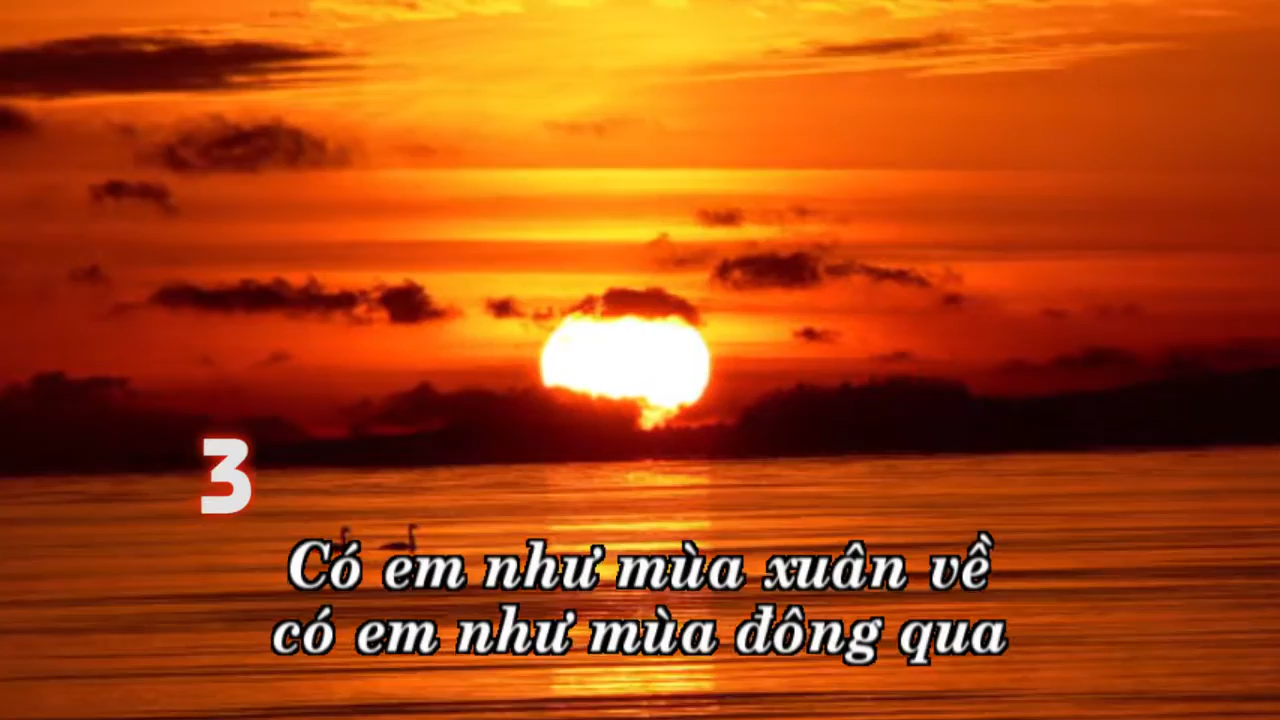 3
Có em như mùa xuân về
có em như mùa đông qua